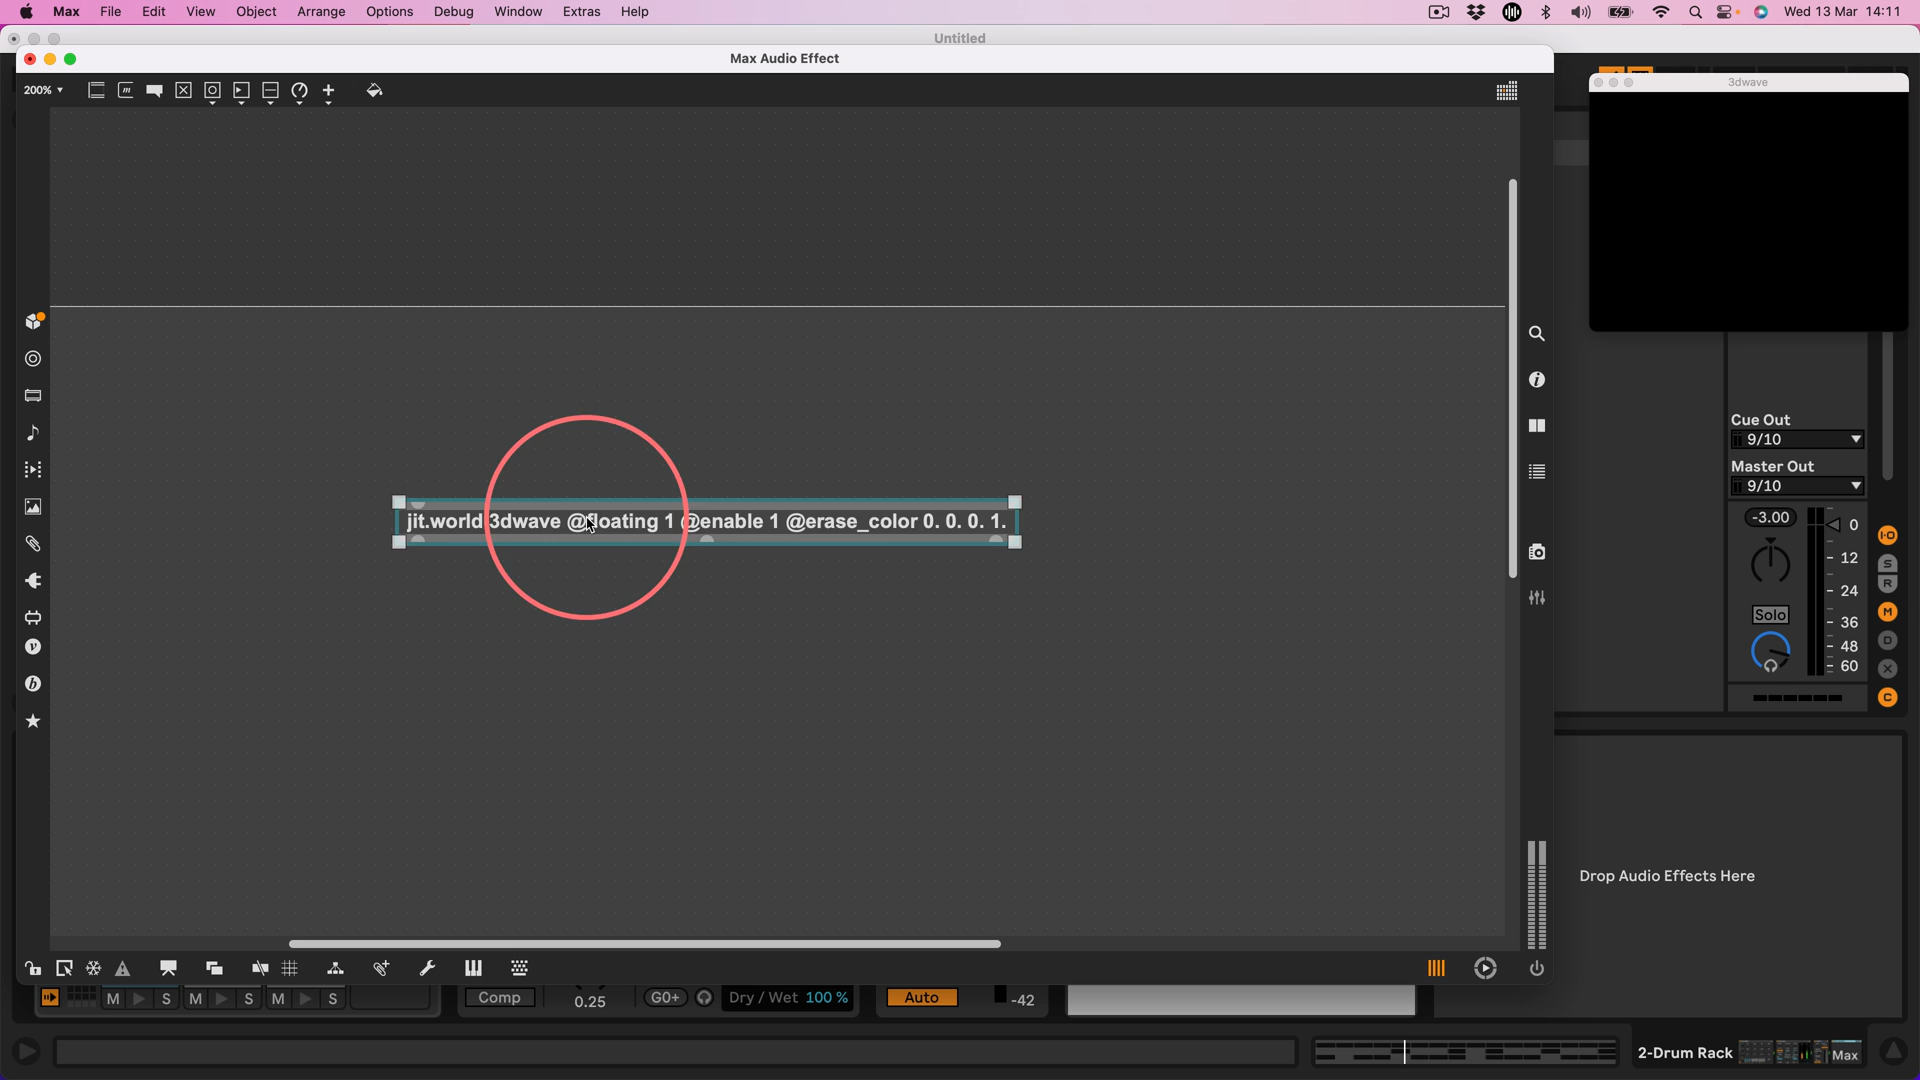 Max File Edit View Object Arrange Options Debug Window Extras Help Wed 13 Mar 14:11
Untitled
Max Audio Effect
3dwave
200%
jit.world 3dwave @floating 1 @enable 1 @erase_color 0. 0. 0. 1.
Cue Out
9/10
Master Out
9/10
-3.00
0
12
24
36
48
60
Solo
I·O
S
R
M
D
X
C
Drop Audio Effects Here
M S M S M S
Comp
0.25
G0+
Dry / Wet 100 %
Auto
-42
2-Drum Rack
Max